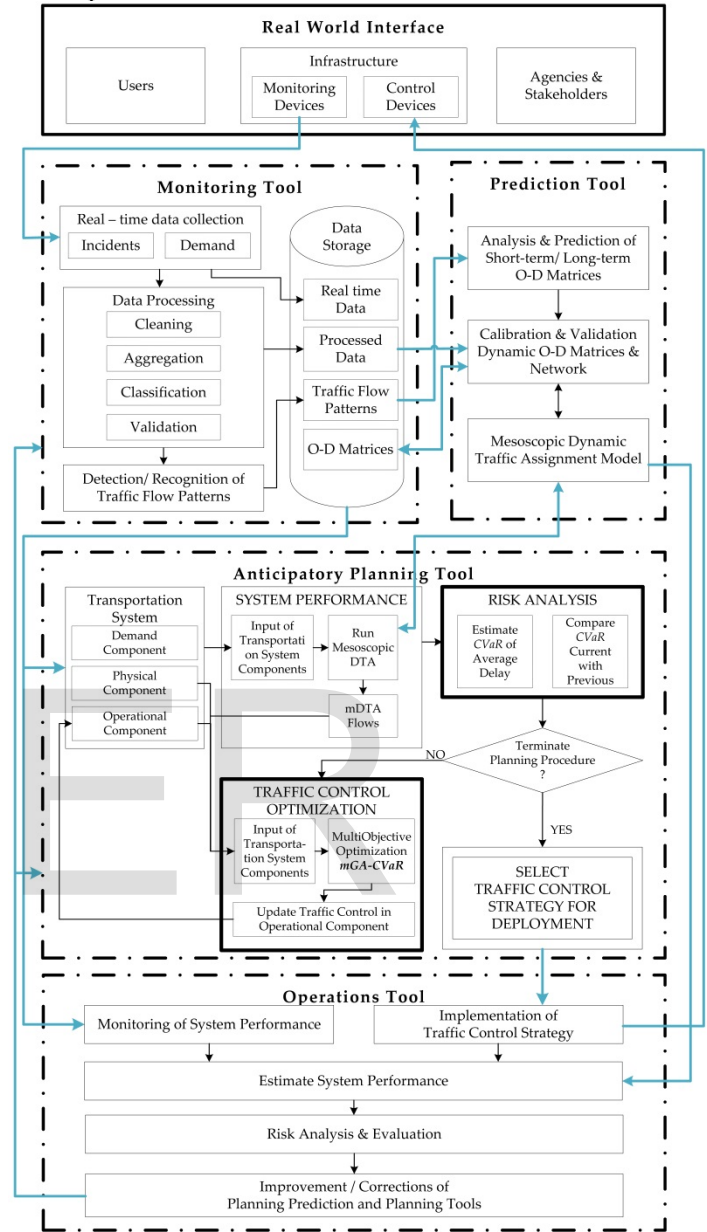 Real World Interface
Users
Infrastructure
Monitoring
Devices
Control
Devices
Agencies &
Stakeholders
Monitoring Tool
Real – time data collection
Incidents
Demand
Data Processing
Cleaning
Aggregation
Classification
Validation
Detection/ Recognition of
Traffic Flow Patterns
Data
Storage
Real time
Data
Processed
Data
Traffic Flow
Patterns
O-D Matrices
Prediction Tool
Analysis & Prediction of
Short-term/ Long-term
O-D Matrices
Calibration & Validation
Dynamic O-D Matrices &
Network
Mesoscopic Dynamic
Traffic Assignment Model
Anticipatory Planning Tool
Transportation
System
Demand
Component
Physical
Component
Operational
Component
SYSTEM PERFORMANCE
Input of
Transportati
on System
Components
Run
Mesoscopic
DTA
mDTA
Flows
RISK ANALYSIS
Estimate
CVaR of
Average
Delay
Compare
CVaR
Current
with
Previous
Terminate
Planning Procedure
?
NO
YES
TRAFFIC CONTROL
OPTIMIZATION
Input of
Transporta-
tion System
Components
MultiObjective
Optimization
mGA-CVaR
Update Traffic Control in
Operational Component
SELECT
TRAFFIC CONTROL
STRATEGY FOR
DEPLOYMENT
ER
Operations Tool
Monitoring of System Performance
Implementation of
Traffic Control Strategy
Estimate System Performance
Risk Analysis & Evaluation
Improvement / Corrections of
Planning Prediction and Planning Tools